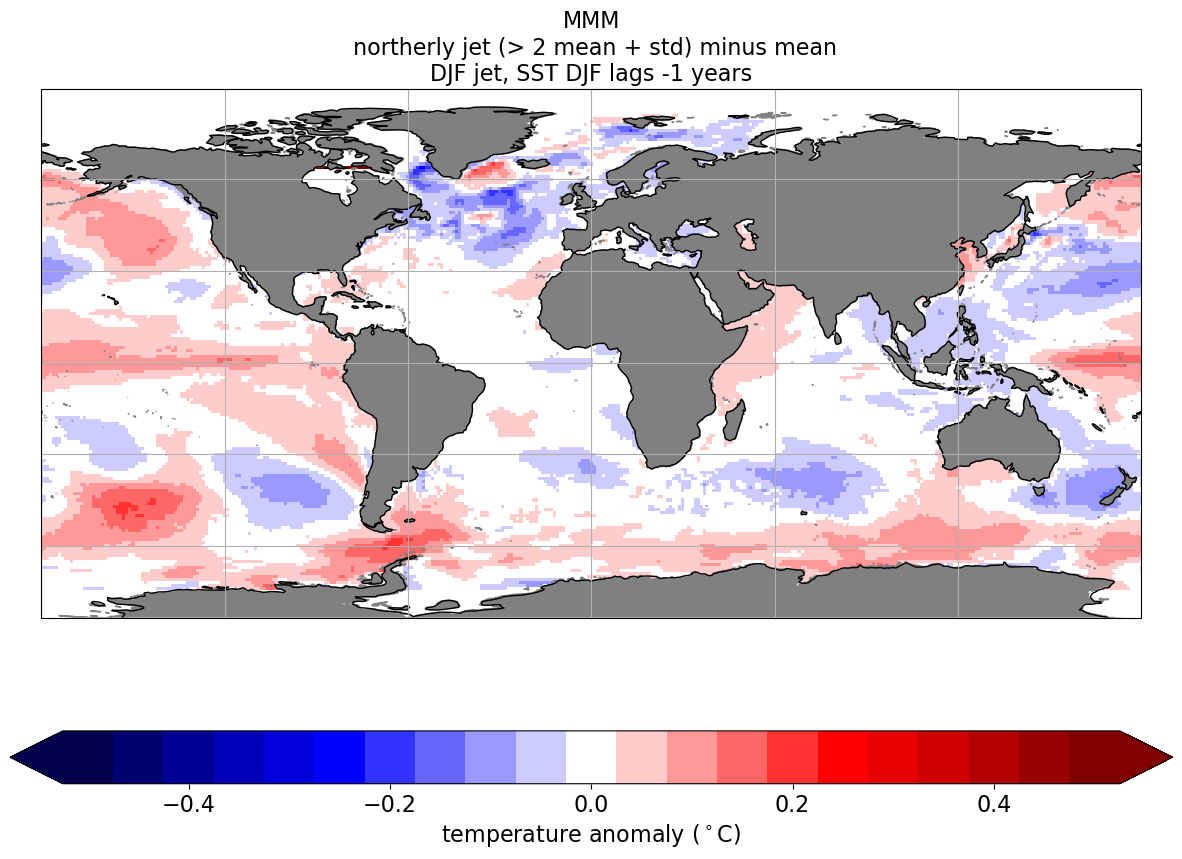 MMM
northerly jet (> 2 mean + std) minus mean
DJF jet, SST DJF lags -1 years
−0.4 −0.2 0.0 0.2 0.4
temperature anomaly (°C)